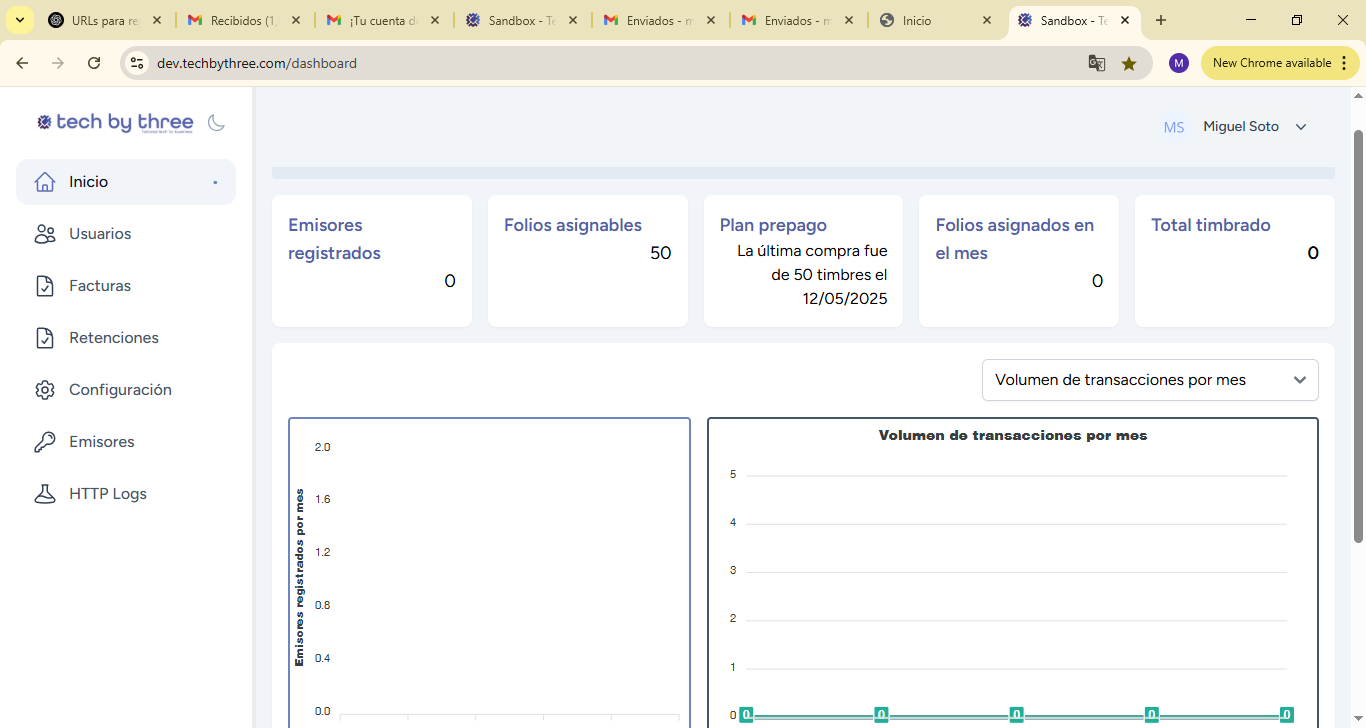 URLs para re
Recibidos (1,
¡Tu cuenta d
Sandbox - Te
Enviados - m
Enviados - m
Inicio
Sandbox - Te
dev.techbythree.com/dashboard
M
New Chrome available
tech by three
MS
Miguel Soto
Inicio
Usuarios
Facturas
Retenciones
Configuración
Emisores
HTTP Logs
Emisores
registrados
0
Folios asignables
50
Plan prepago
La última compra fue
de 50 timbres el
12/05/2025
Folios asignados en
el mes
0
Total timbrado
0
Volumen de transacciones por mes
Emisores registrados por mes
2.0
1.6
1.2
0.8
0.4
0.0
Volumen de transacciones por mes
5
4
3
2
1
0
0
0
0
0
0